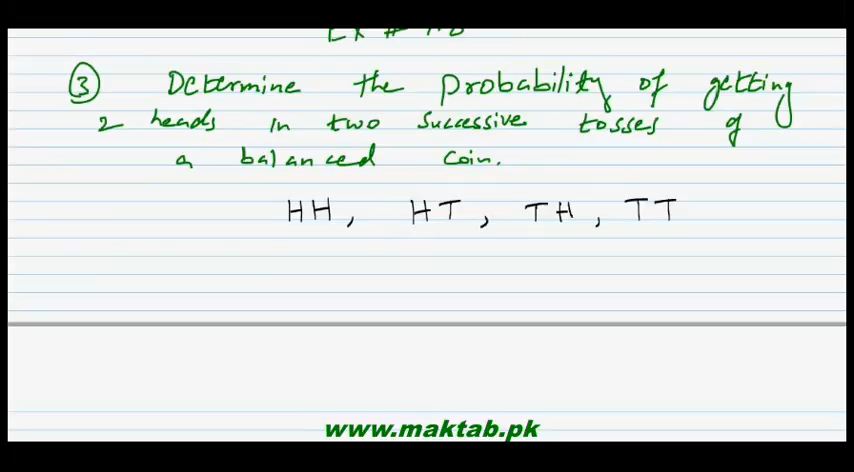 ③ Determine the probability of getting
2 heads in two successive tosses of
a balanced coin.
HH, HT, TH, TT
www.maktab.pk